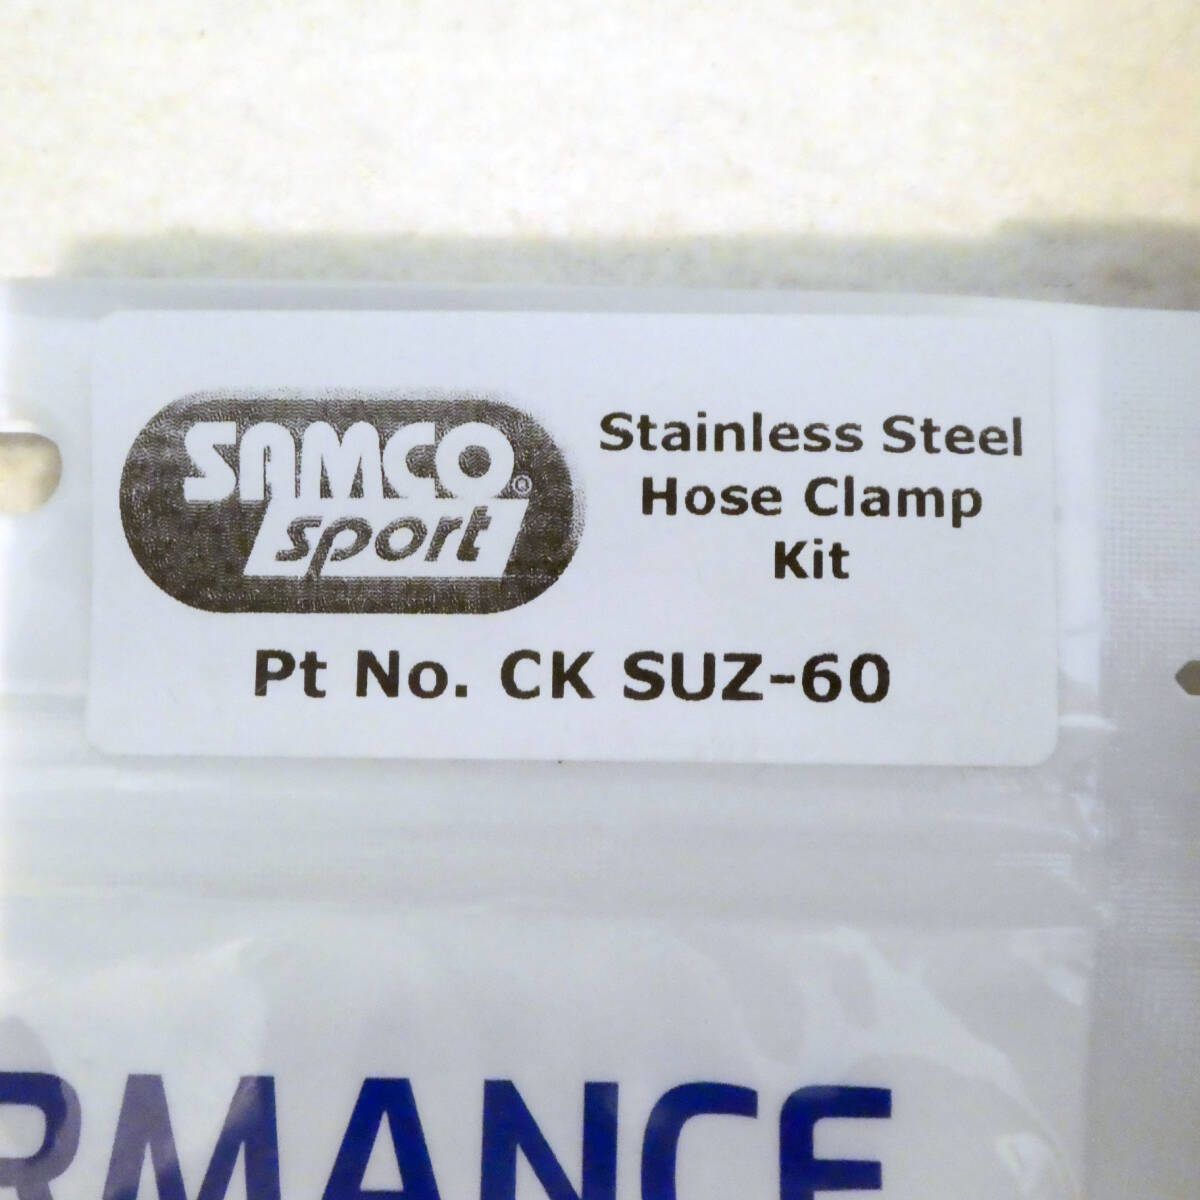 SAMCO®
sport
Stainless Steel
Hose Clamp
Kit
Pt No. CK SUZ-60
RMANCE